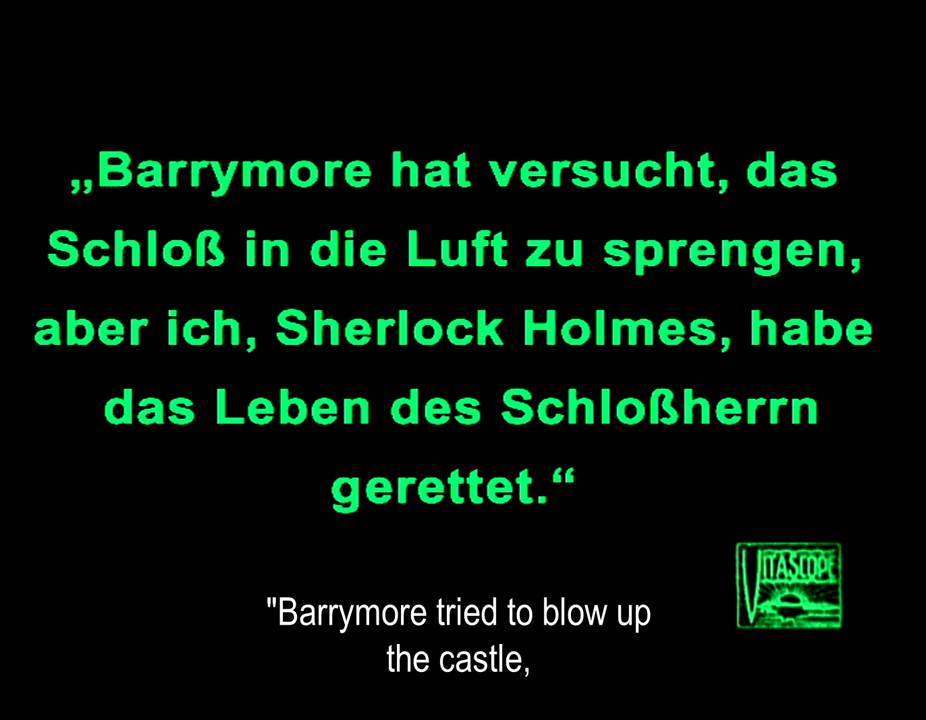 „Barrymore hat versucht, das
Schloß in die Luft zu sprengen,
aber ich, Sherlock Holmes, habe
das Leben des Schloßherrn
gerettet.“
VITASCOPE
"Barrymore tried to blow up
the castle,